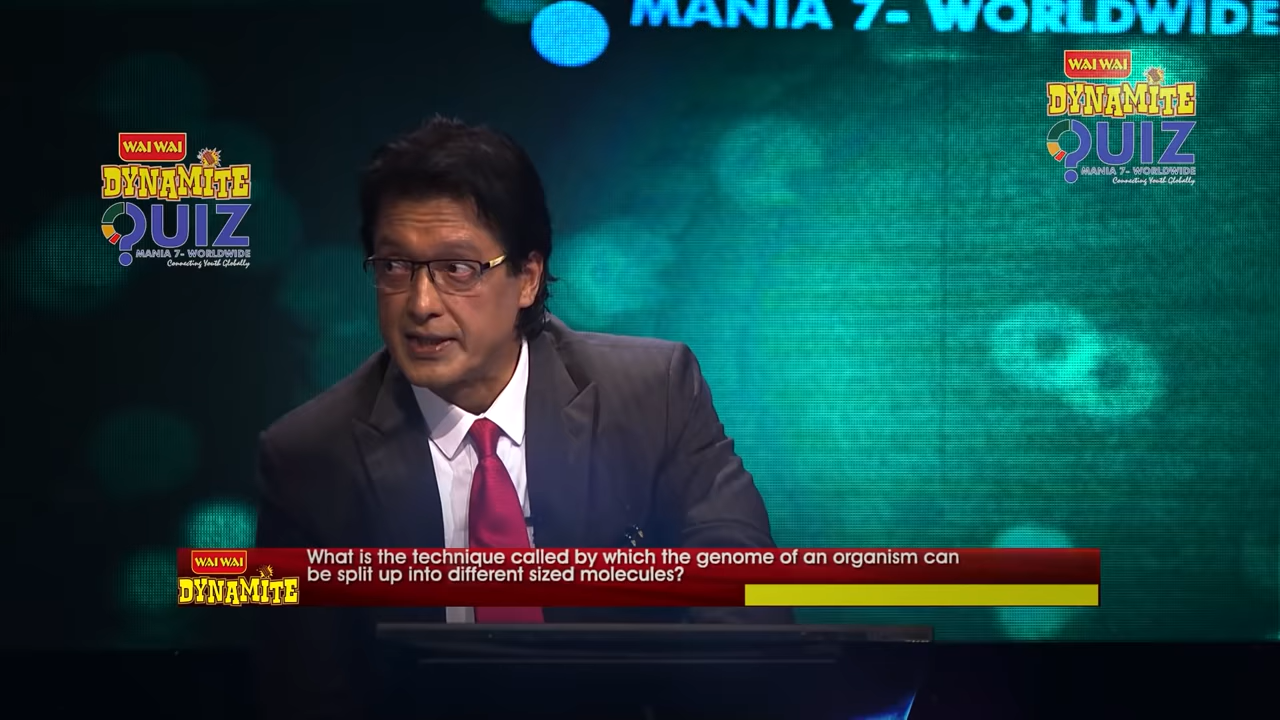 MANIA 7- WORLDWIDE
WAI WAI
DYNAMITE
QUIZ
MANIA 7- WORLDWIDE
Connecting Youth Globally
WAI WAI
DYNAMITE
QUIZ
MANIA 7- WORLDWIDE
Connecting Youth Globally
WAI WAI
DYNAMITE
What is the technique called by which the genome of an organism can
be split up into different sized molecules?